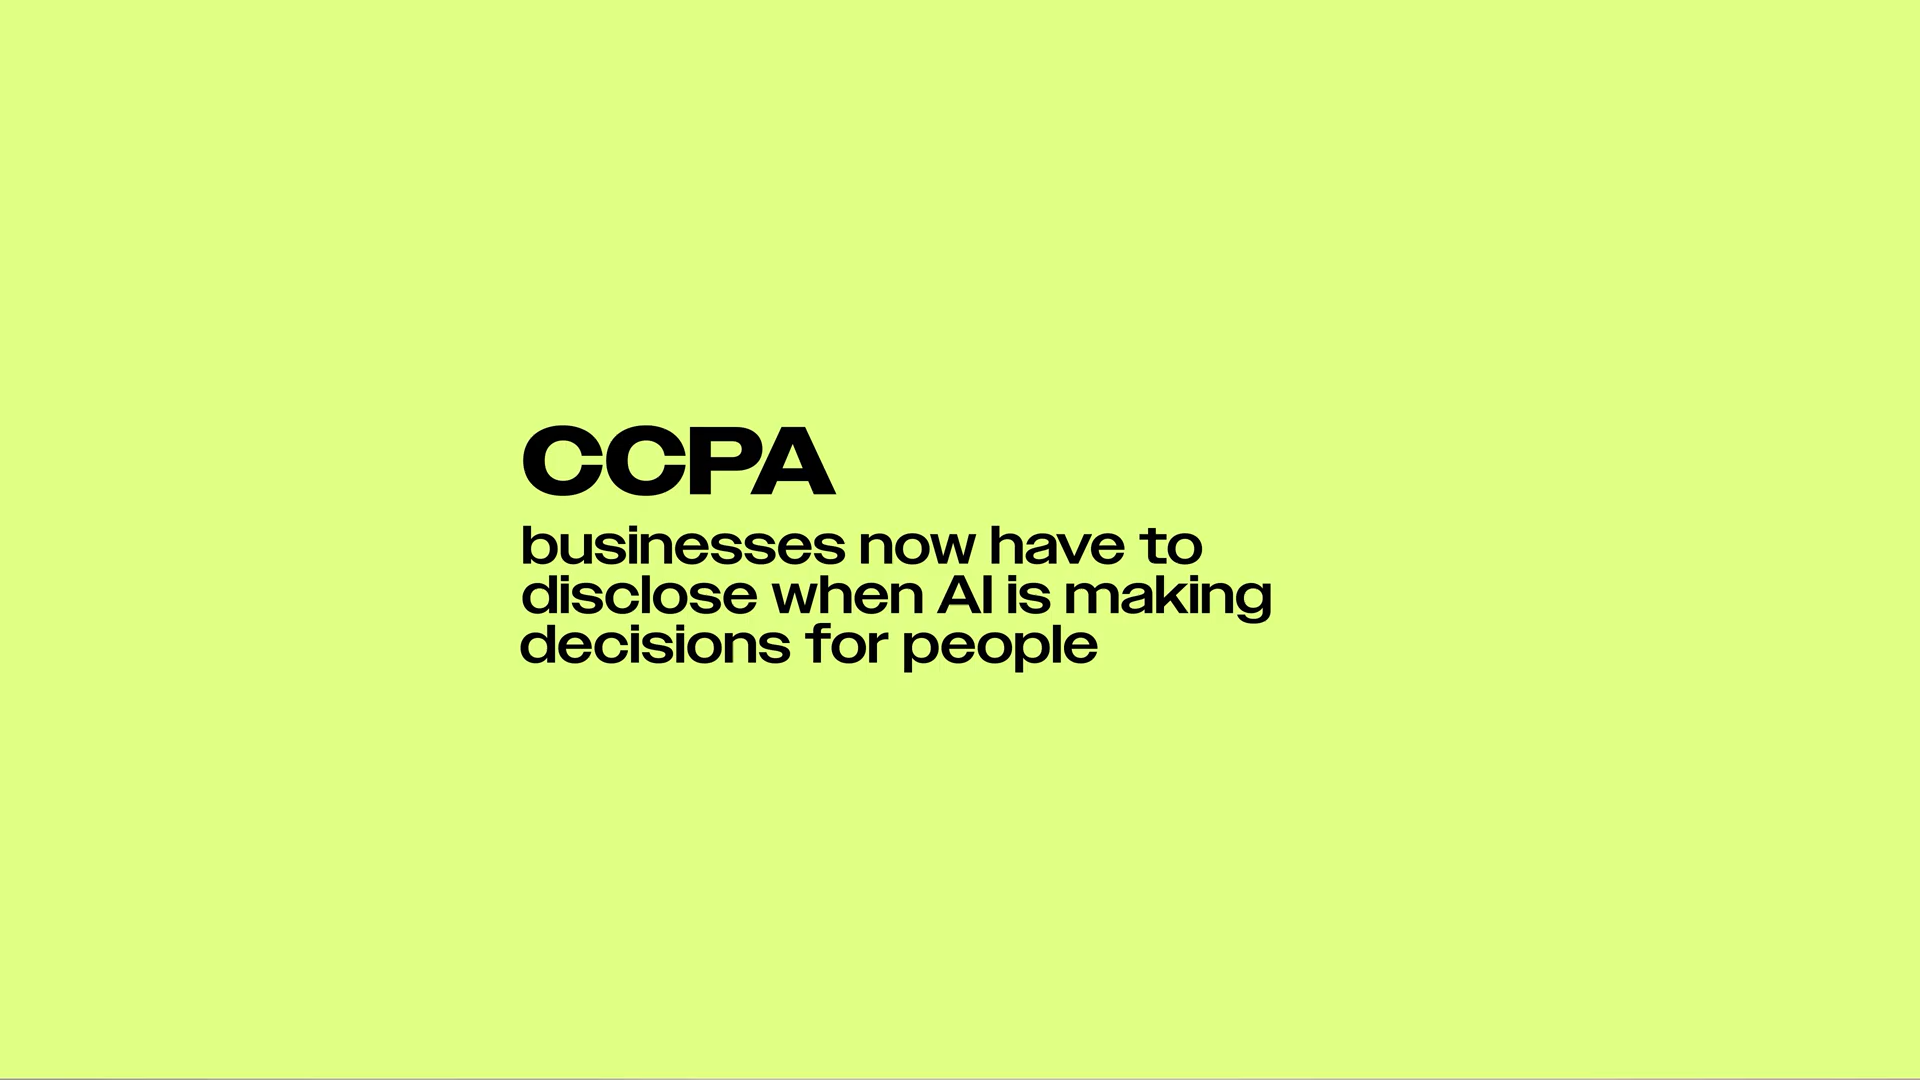 CCPA
businesses now have to
disclose when AI is making
decisions for people